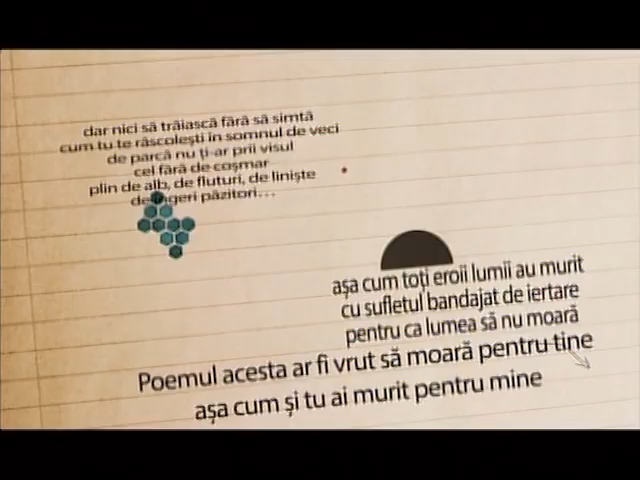 dar nici să trăiască fără să simtă
cum tu te răscolești în somnul de veci
de parcă nu ți-ar prii visul
cel fără de coșmar
plin de alb, de fluturi, de liniște
de îngeri păzitori...
așa cum toți eroii lumii au murit
cu sufletul bandajat de iertare
pentru ca lumea să nu moară
Poemul acesta ar fi vrut să moară pentru tine
așa cum și tu ai murit pentru mine